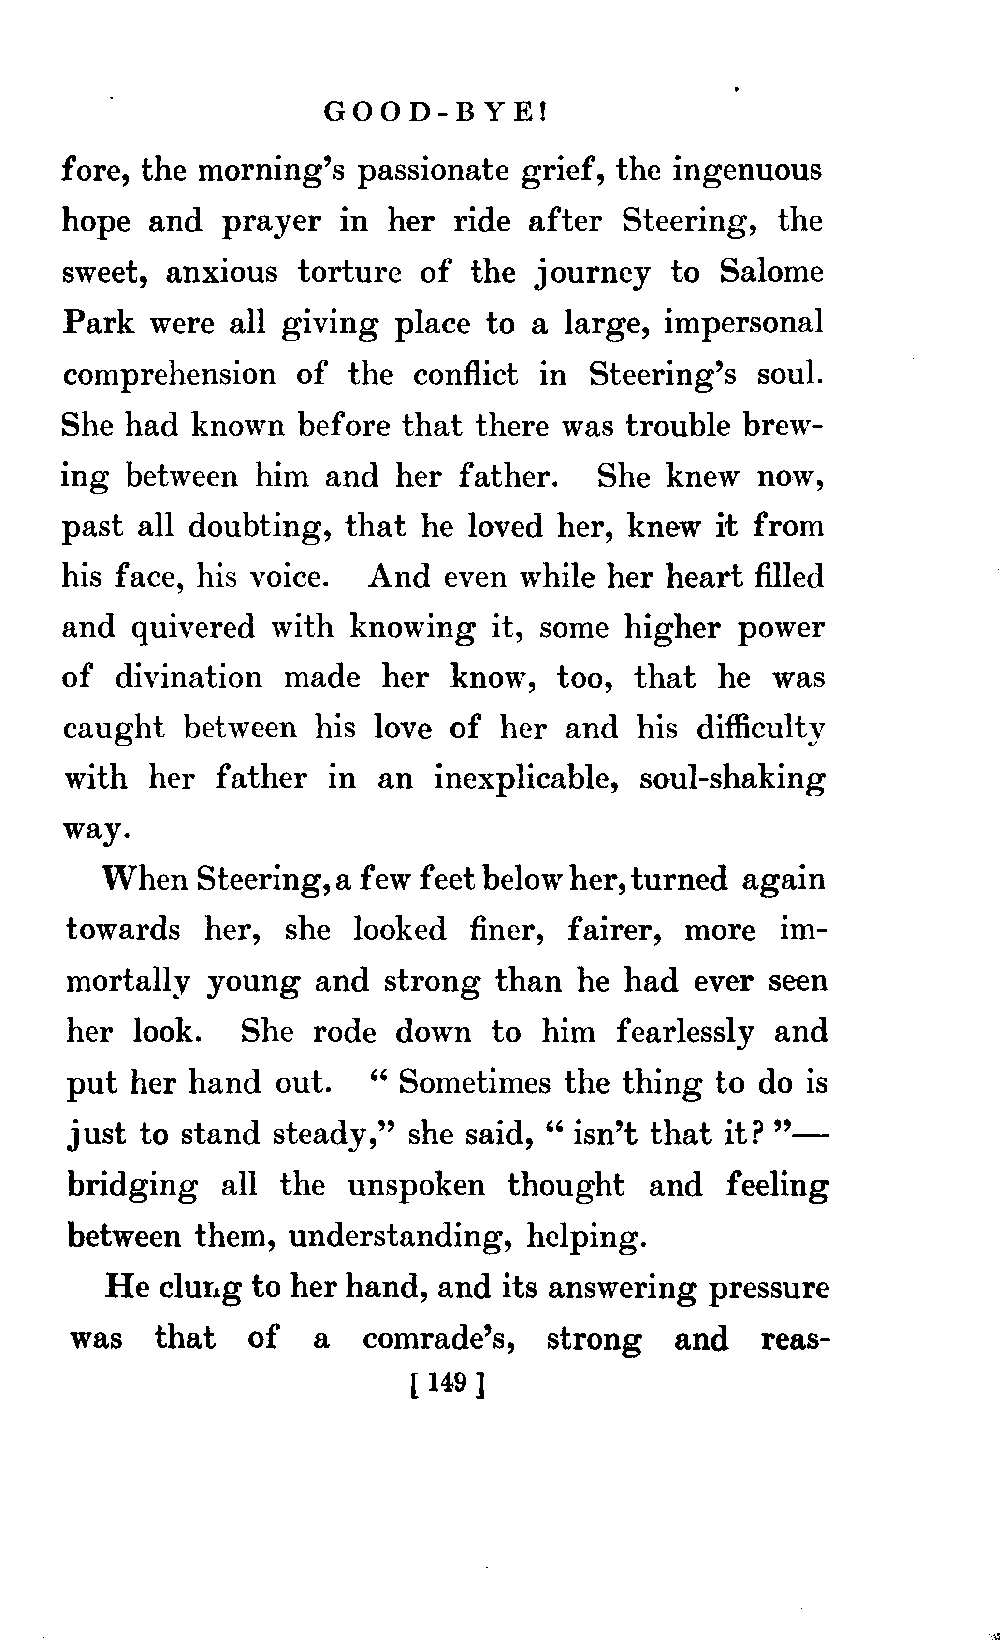 GOOD-BYE!
fore, the morning's passionate grief, the ingenuous
hope and prayer in her ride after Steering, the
sweet, anxious torture of the journey to Salome
Park were all giving place to a large, impersonal
comprehension of the conflict in Steering's soul.
She had known before that there was trouble brew-
ing between him and her father. She knew now,
past all doubting, that he loved her, knew it from
his face, his voice. And even while her heart filled
and quivered with knowing it, some higher power
of divination made her know, too, that he was
caught between his love of her and his difficulty
with her father in an inexplicable, soul-shaking
way.
When Steering, a few feet below her, turned again
towards her, she looked finer, fairer, more im-
mortally young and strong than he had ever seen
her look. She rode down to him fearlessly and
put her hand out. “ Sometimes the thing to do is
just to stand steady,” she said, “ isn't that it? ”—
bridging all the unspoken thought and feeling
between them, understanding, helping.
He clung to her hand, and its answering pressure
was that of a comrade's, strong and reas-
[ 149 ]